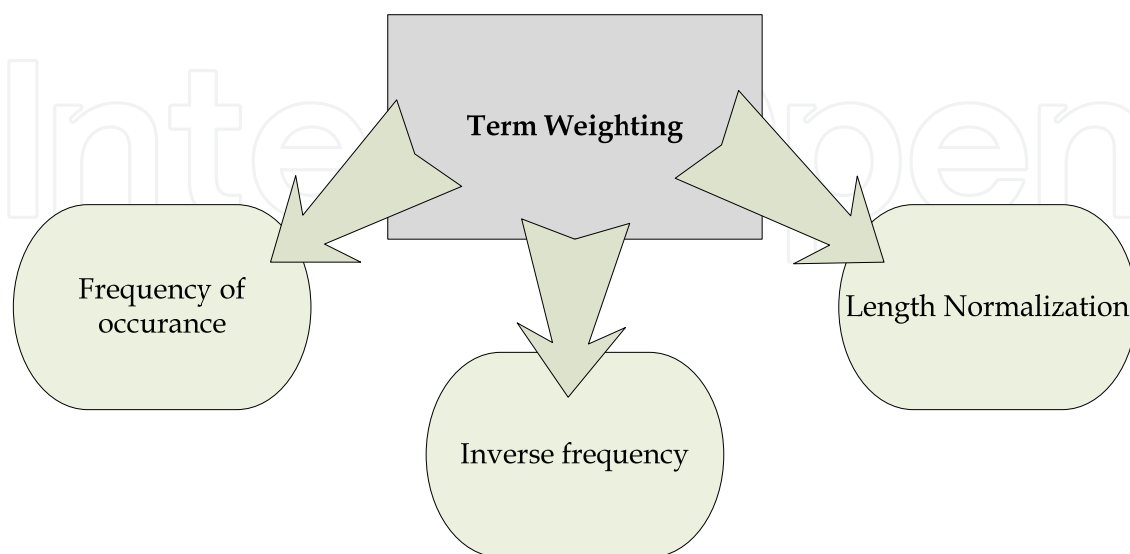 Term Weighting
Frequency of
occurance
Length Normalization
Inverse frequency